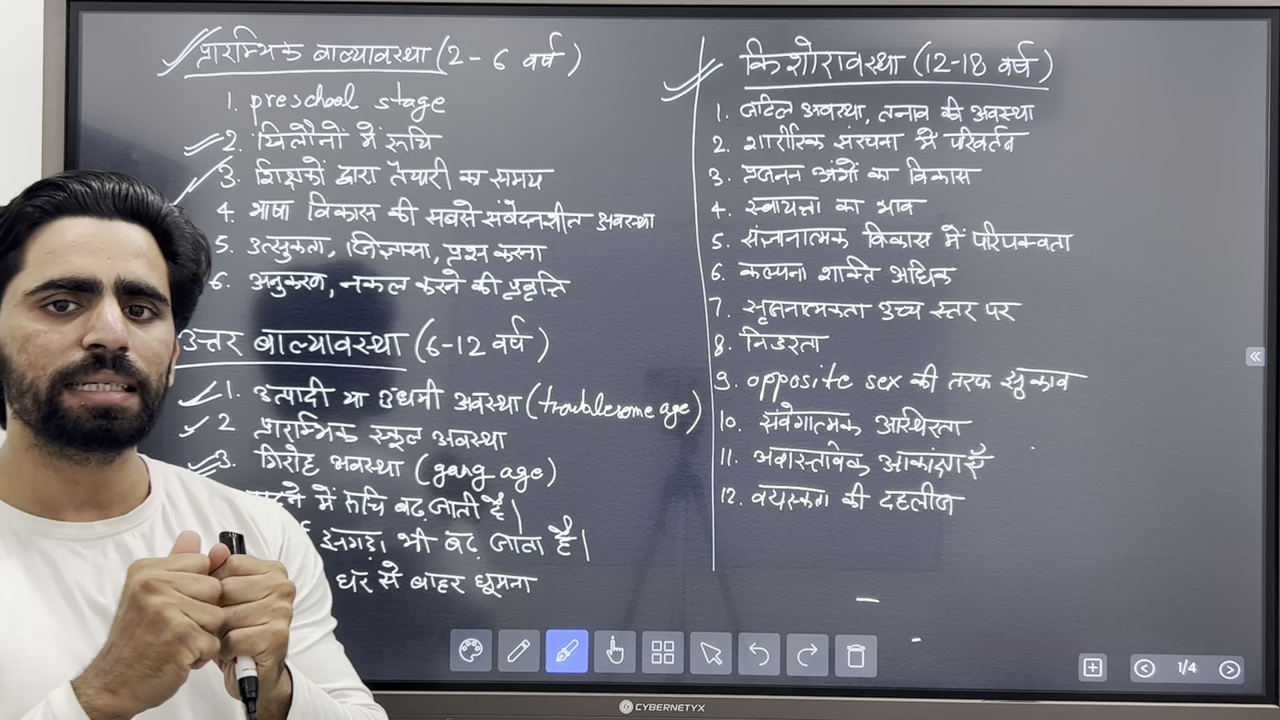 प्रारम्भिक बाल्यावस्था (2-6 वर्ष)
1. preschool stage
2. खिलौनों में रूचि
3. शिक्षकों द्वारा तैयारी का समय
4. भाषा विकास की सबसे संवेदनशील अवस्था
5. उत्सुकता, जिज्ञासा, प्रश्न करना
6. अनुकरण, नकल करने की प्रवृत्ति
उत्तर बाल्यावस्था (6-12 वर्ष)
1. उत्पादी या उधमी अवस्था (troublesome age)
2 प्रारम्भिक स्कूल अवस्था
3. गिरोह अवस्था (gang age)
में रूचि बढ़ जाती है।
झगड़ा भी बढ़ जाता है।
घर से बाहर घूमना
किशोरावस्था (12-18 वर्ष)
1. जटिल अवस्था, तनाव की अवस्था
2. शारीरिक संरचना में परिवर्तन
3. प्रजनन अंगों का विकास
4. स्वायत्ता का भाव
5. संज्ञानात्मक विकास में परिपक्वता
6. कल्पना शक्ति अधिक
7. सृजनात्मकता उच्च स्तर पर
8. निडरता
9. opposite sex की तरफ झुकाव
10. संवेगात्मक अस्थिरता
11. अवास्तविक आकांक्षाएँ
12. वयस्कता की दहलीज
1/4
CYBERNETYX